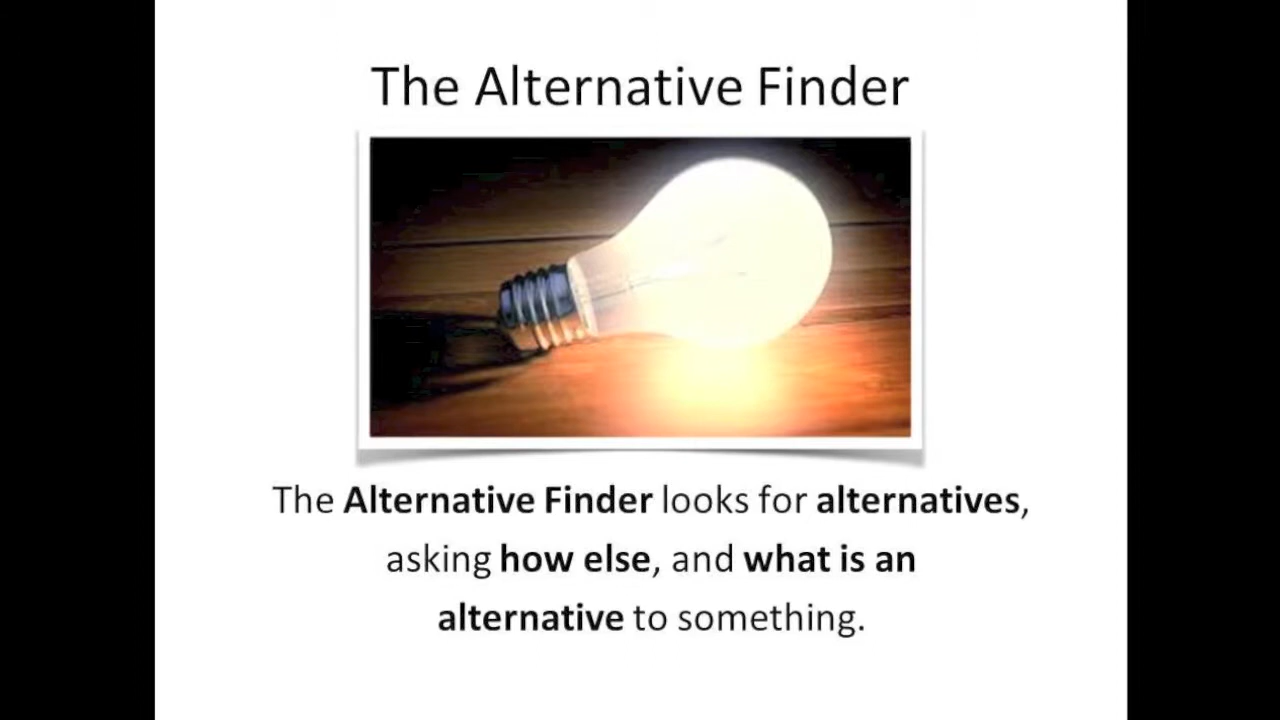 The Alternative Finder
The Alternative Finder looks for alternatives,
asking how else, and what is an
alternative to something.